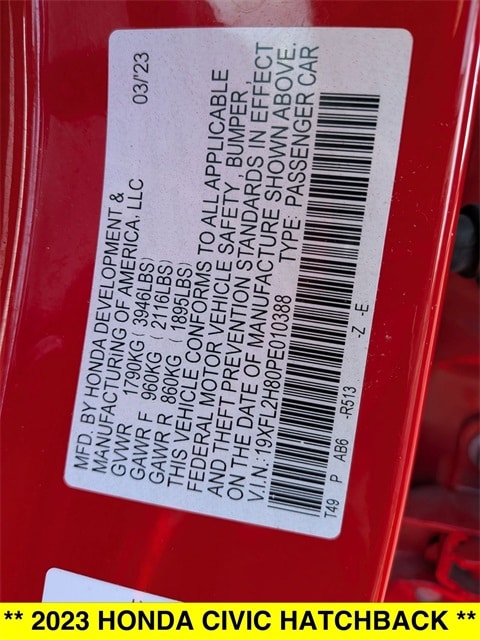 MFD. BY HONDA DEVELOPMENT &
MANUFACTURING OF AMERICA, LLC 03/'23
GVWR 1790KG ( 3946LBS)
GAWR F 960KG ( 2116LBS)
GAWR R 860KG ( 1895LBS)
THIS VEHICLE CONFORMS TO ALL APPLICABLE
FEDERAL MOTOR VEHICLE SAFETY, BUMPER,
AND THEFT PREVENTION STANDARDS IN EFFECT
ON THE DATE OF MANUFACTURE SHOWN ABOVE.
V.I.N.:19XFL2H80PE010388 TYPE: PASSENGER CAR
T49 P AB6 -R513 -Z -E
** 2023 HONDA CIVIC HATCHBACK **